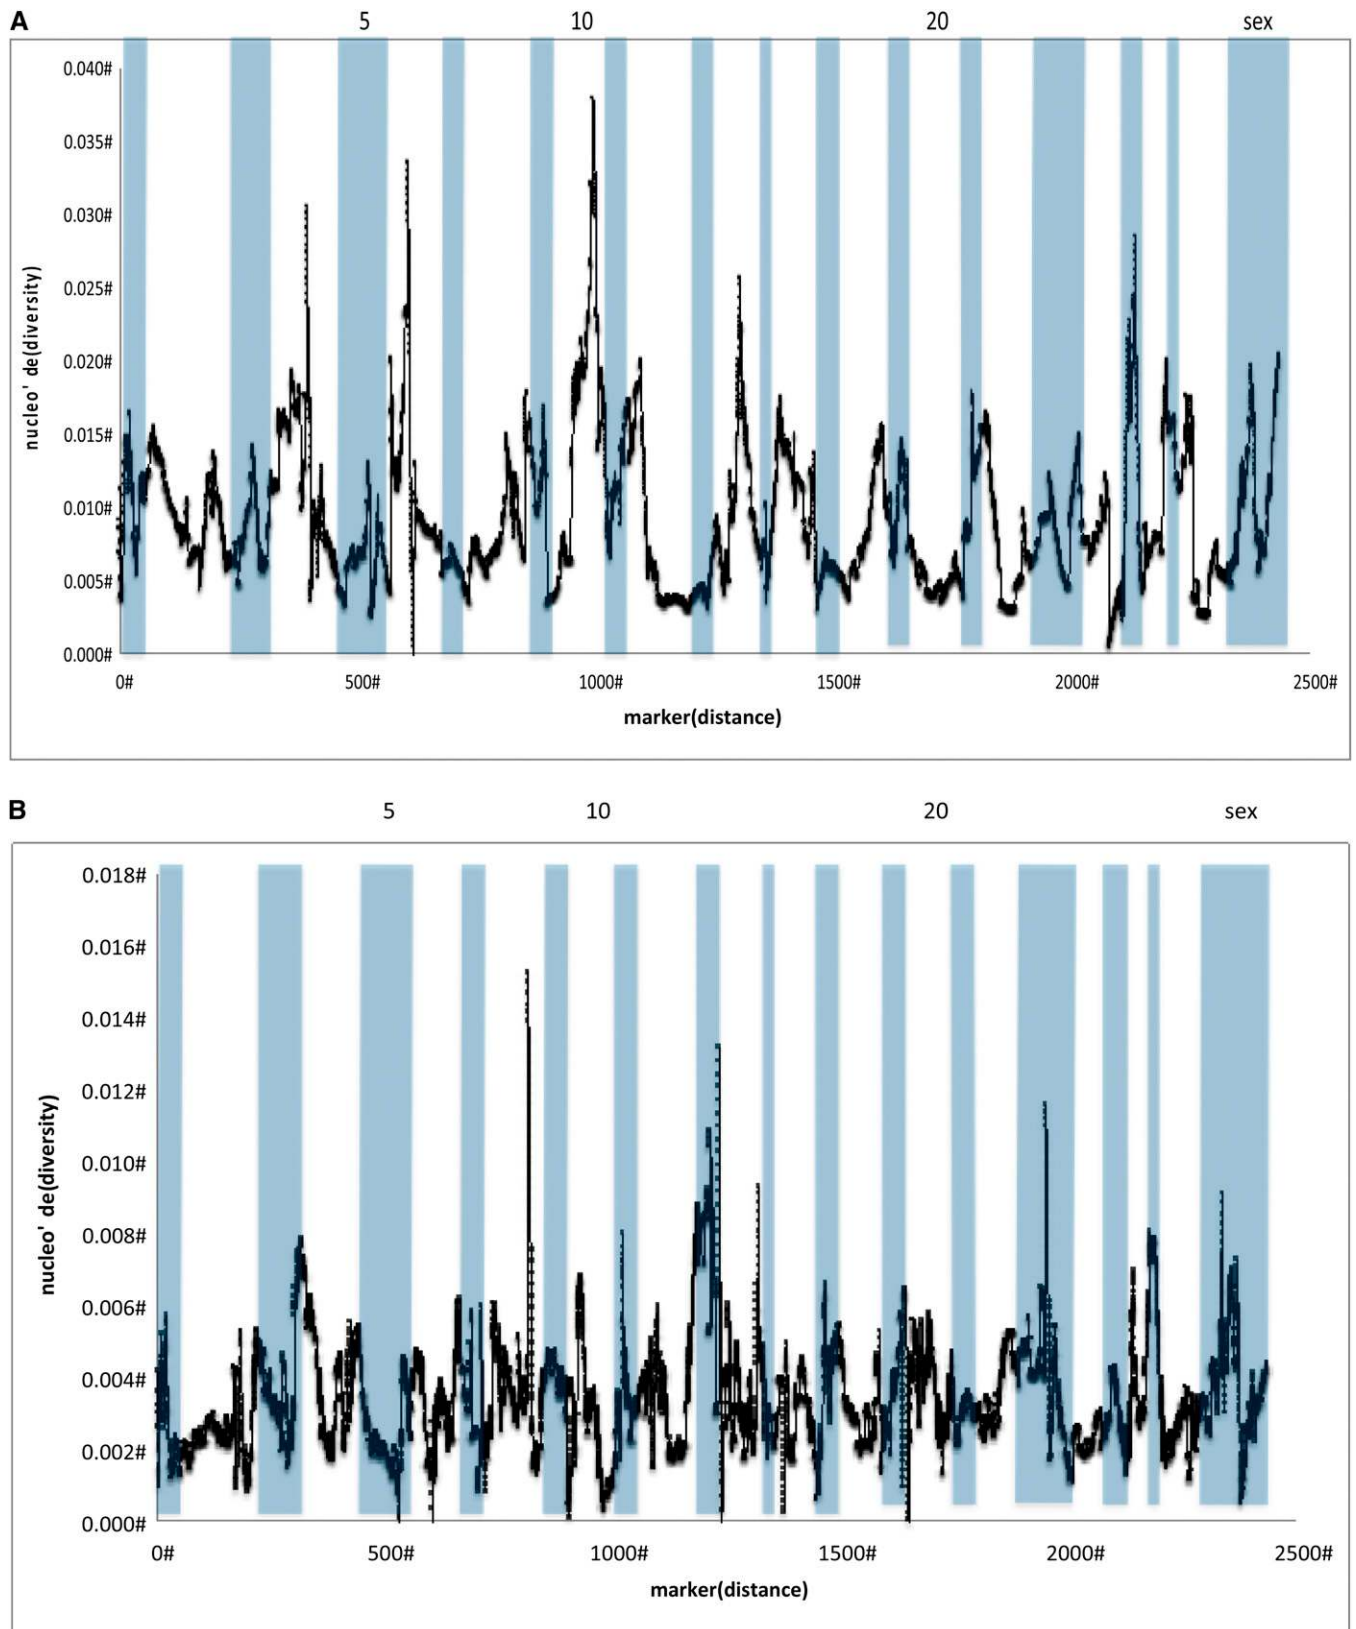 A 5 10 20 sex
0.040#
0.035#
0.030#
0.025#
0.020#
0.015#
0.010#
0.005#
0.000#
nucleo' de(diversity)
0# 500# 1000# 1500# 2000# 2500#
marker(distance)
B 5 10 20 sex
0.018#
0.016#
0.014#
0.012#
0.010#
0.008#
0.006#
0.004#
0.002#
0.000#
nucleo' de(diversity)
0# 500# 1000# 1500# 2000# 2500#
marker(distance)